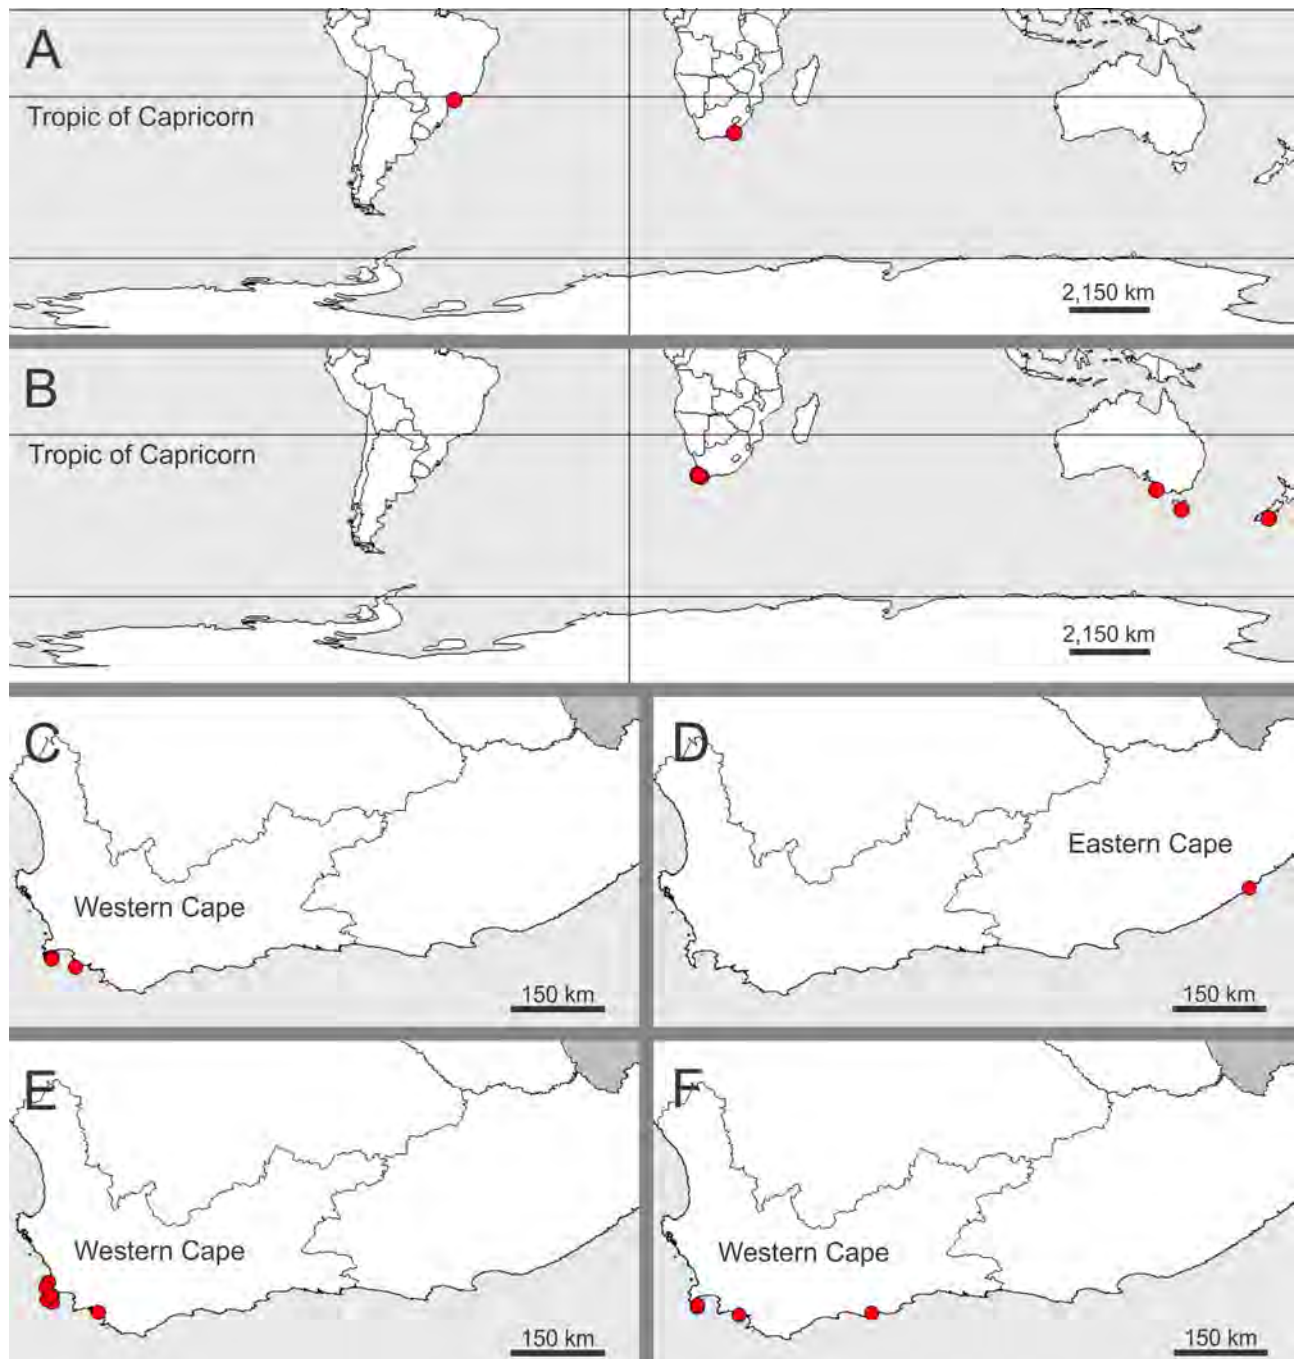 A
Tropic of Capricorn
2,150 km
B
Tropic of Capricorn
2,150 km
C
Western Cape
150 km
D
Eastern Cape
150 km
E
Western Cape
150 km
F
Western Cape
150 km